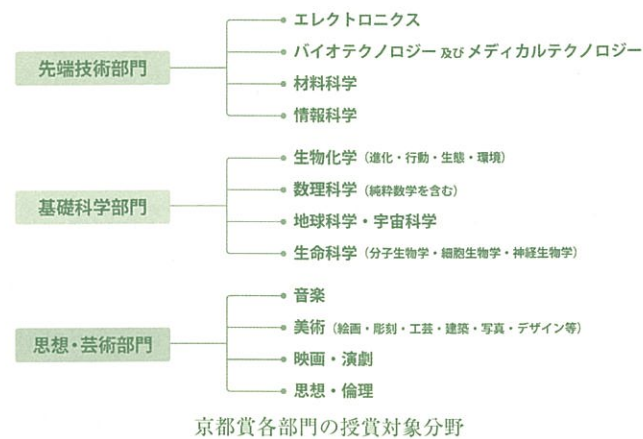 先端技術部門
エレクトロニクス
バイオテクノロジー 及び メディカルテクノロジー
材料科学
情報科学
基礎科学部門
生物化学（進化・行動・生態・環境）
数理科学（純粋数学を含む）
地球科学・宇宙科学
生命科学（分子生物学・細胞生物学・神経生物学）
思想・芸術部門
音楽
美術（絵画・彫刻・工芸・建築・写真・デザイン等）
映画・演劇
思想・倫理
京都賞各部門の授賞対象分野